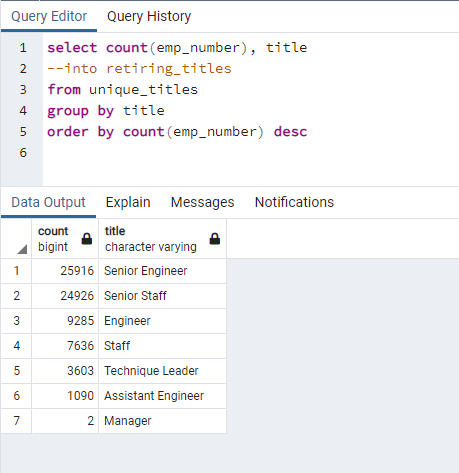 Query Editor Query History
1 select count(emp_number), title
2 --into retiring_titles
3 from unique_titles
4 group by title
5 order by count(emp_number) desc
6
Data Output Explain Messages Notifications
count title
bigint character varying
1 25916 Senior Engineer
2 24926 Senior Staff
3 9285 Engineer
4 7636 Staff
5 3603 Technique Leader
6 1090 Assistant Engineer
7 2 Manager